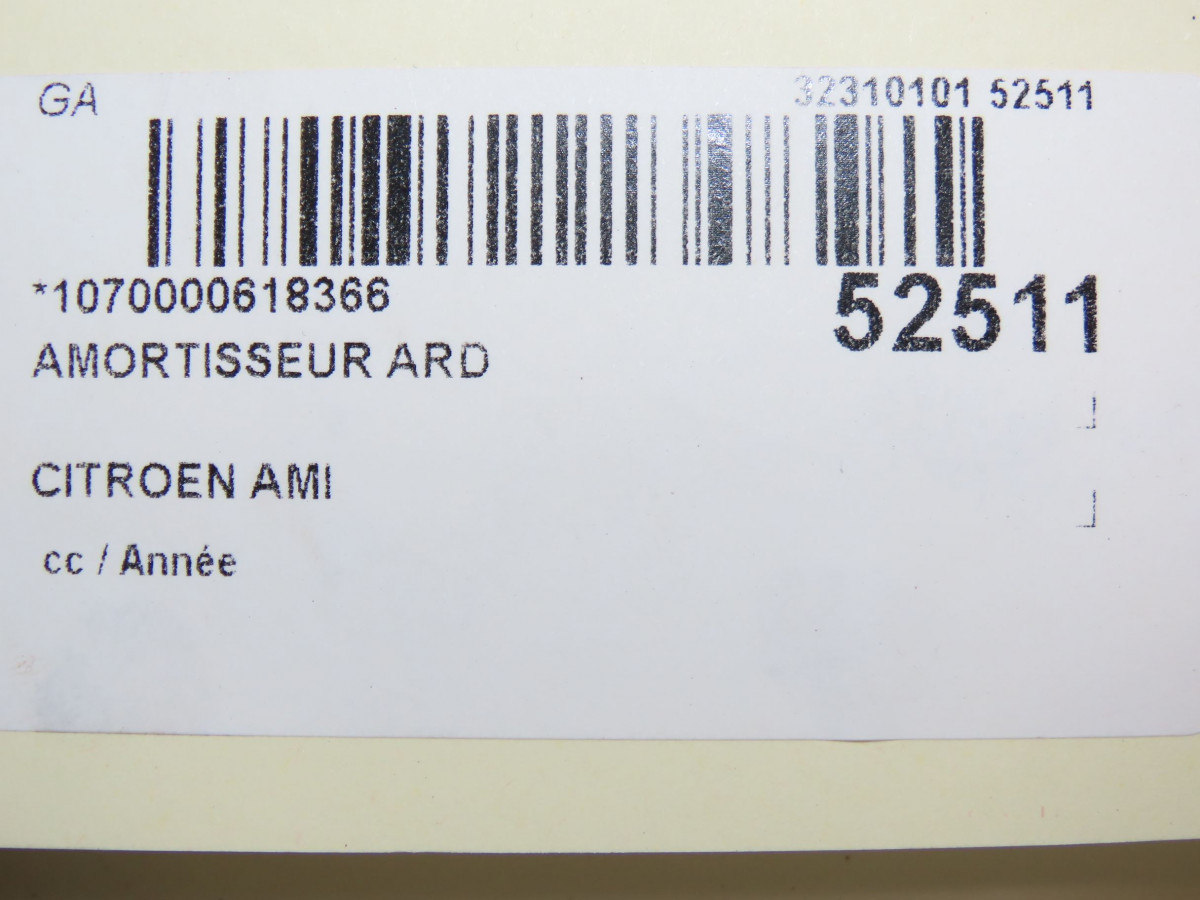 GA 32310101 52511
*1070000618366 52511
AMORTISSEUR ARD
CITROEN AMI
cc / Année